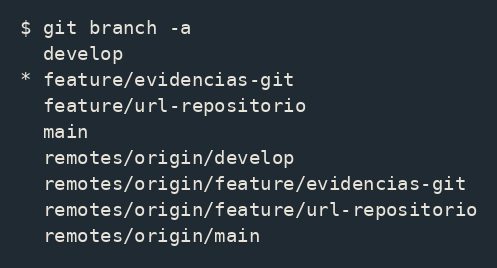 $ git branch -a
  develop
* feature/evidencias-git
  feature/url-repositorio
  main
  remotes/origin/develop
  remotes/origin/feature/evidencias-git
  remotes/origin/feature/url-repositorio
  remotes/origin/main